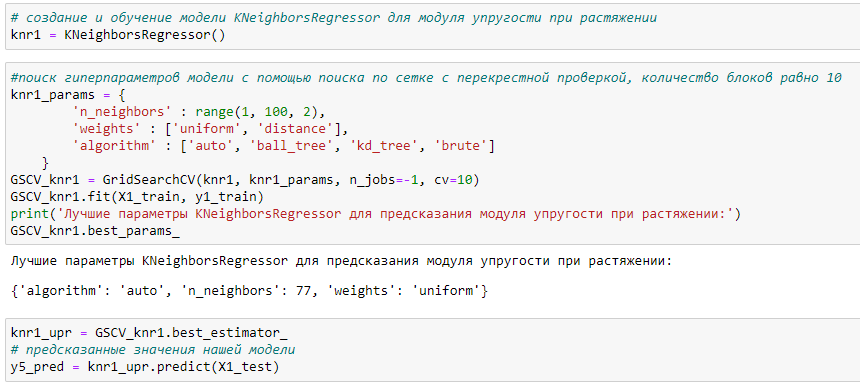 # создание и обучение модели KNeighborsRegressor для модуля упругости при растяжении
knr1 = KNeighborsRegressor()
#поиск гиперпараметров модели с помощью поиска по сетке с перекрестной проверкой, количество блоков равно 10
knr1_params = {
        'n_neighbors' : range(1, 100, 2),
        'weights' : ['uniform', 'distance'],
        'algorithm' : ['auto', 'ball_tree', 'kd_tree', 'brute']
    }
GSCV_knr1 = GridSearchCV(knr1, knr1_params, n_jobs=-1, cv=10)
GSCV_knr1.fit(X1_train, y1_train)
print('Лучшие параметры KNeighborsRegressor для предсказания модуля упругости при растяжении:')
GSCV_knr1.best_params_
Лучшие параметры KNeighborsRegressor для предсказания модуля упругости при растяжении:
{'algorithm': 'auto', 'n_neighbors': 77, 'weights': 'uniform'}
knr1_upr = GSCV_knr1.best_estimator_
# предсказанные значения нашей модели
y5_pred = knr1_upr.predict(X1_test)